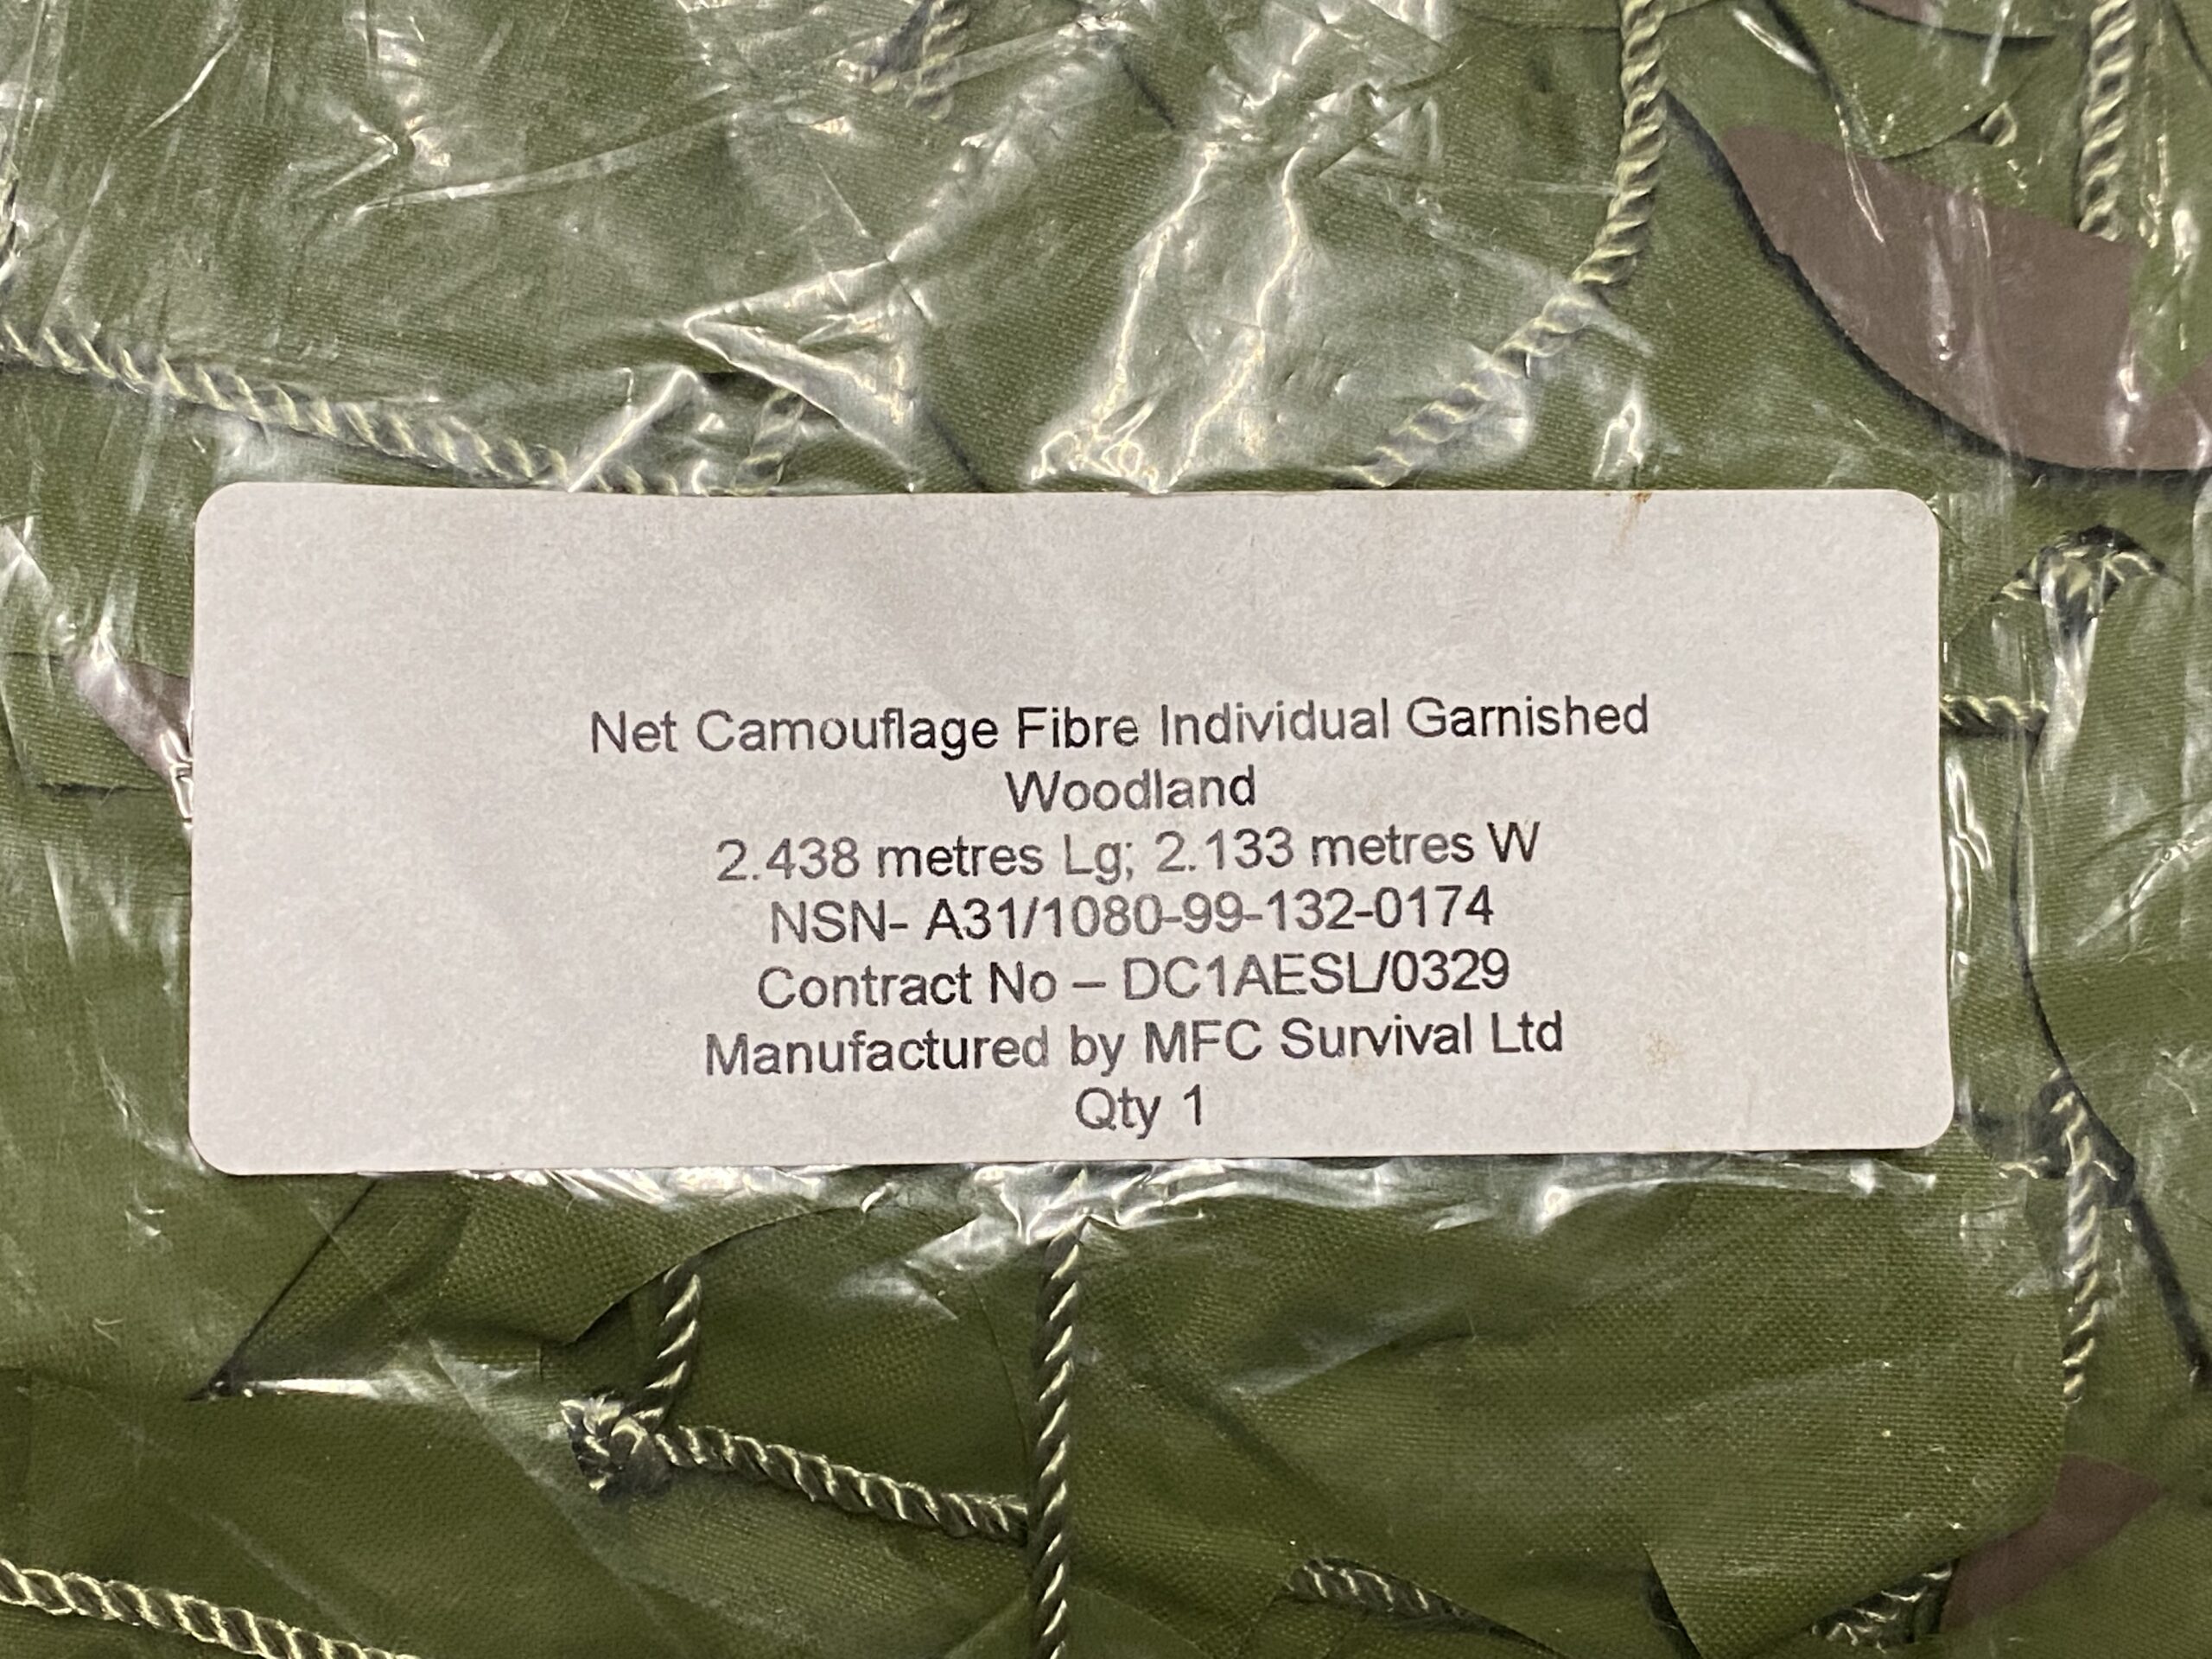 Net Camouflage Fibre Individual Garnished
Woodland
2.438 metres Lg; 2.133 metres W
NSN- A31/1080-99-132-0174
Contract No – DC1AESL/0329
Manufactured by MFC Survival Ltd
Qty 1